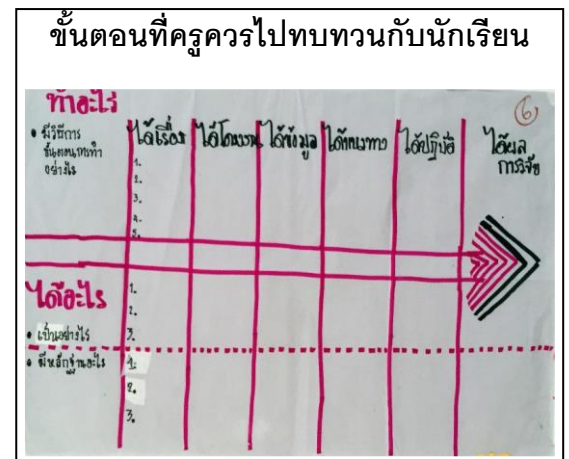 ขั้นตอนที่ครูควรไปทบทวนกับนักเรียน
ทำอะไร
6
• มีวิธีการ
ขั้นตอนการทำ
อย่างไร
ได้เรื่อง
ได้โครงงาน
ได้ข้อมูล
ได้แนวทาง
ได้ปฏิบัติ
ได้ผล
การวิจัย
1.
2.
3.
4.
5.
ได้อะไร
• เป็นอย่างไร
• มีหลักฐานอะไร
1.
2.
3.
1.
2.
3.